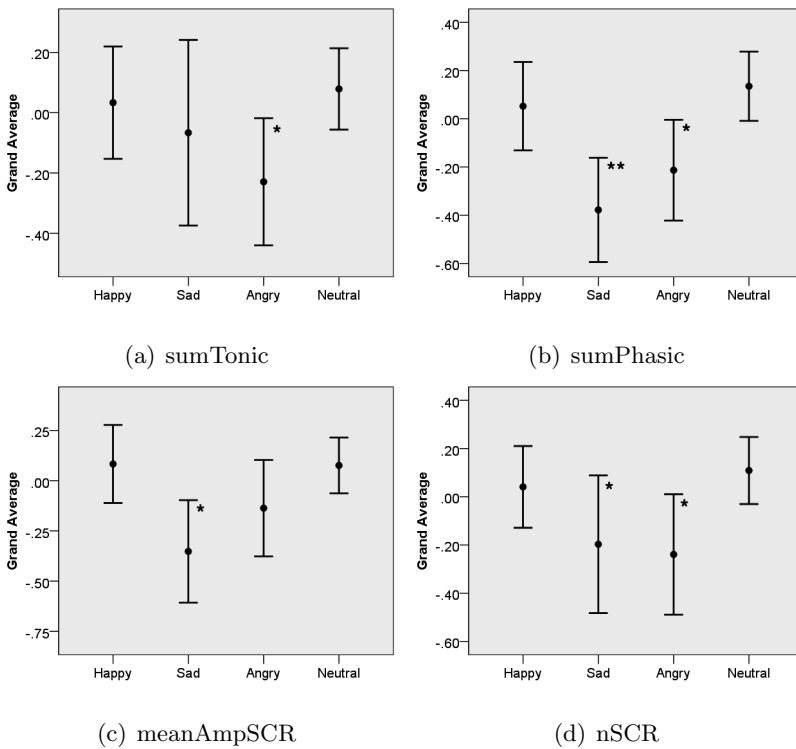 Grand Average
.20
.00
-.20
-.40
*
Happy Sad Angry Neutral
(a) sumTonic
Grand Average
.40
.20
.00
-.20
-.40
-.60
**
*
Happy Sad Angry Neutral
(b) sumPhasic
Grand Average
.25
.00
-.25
-.50
-.75
*
Happy Sad Angry Neutral
(c) meanAmpSCR
Grand Average
.40
.20
.00
-.20
-.40
-.60
*
*
Happy Sad Angry Neutral
(d) nSCR